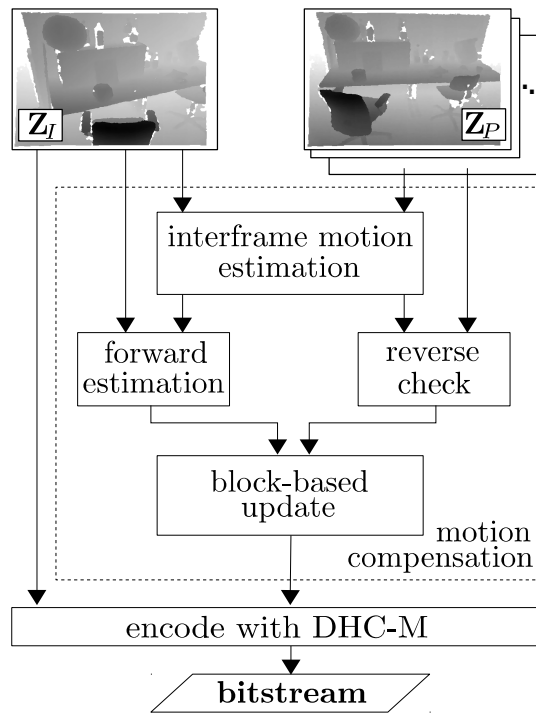 Z_I
Z_P
interframe motion
estimation
forward
estimation
reverse
check
block-based
update
motion
compensation
encode with DHC-M
bitstream